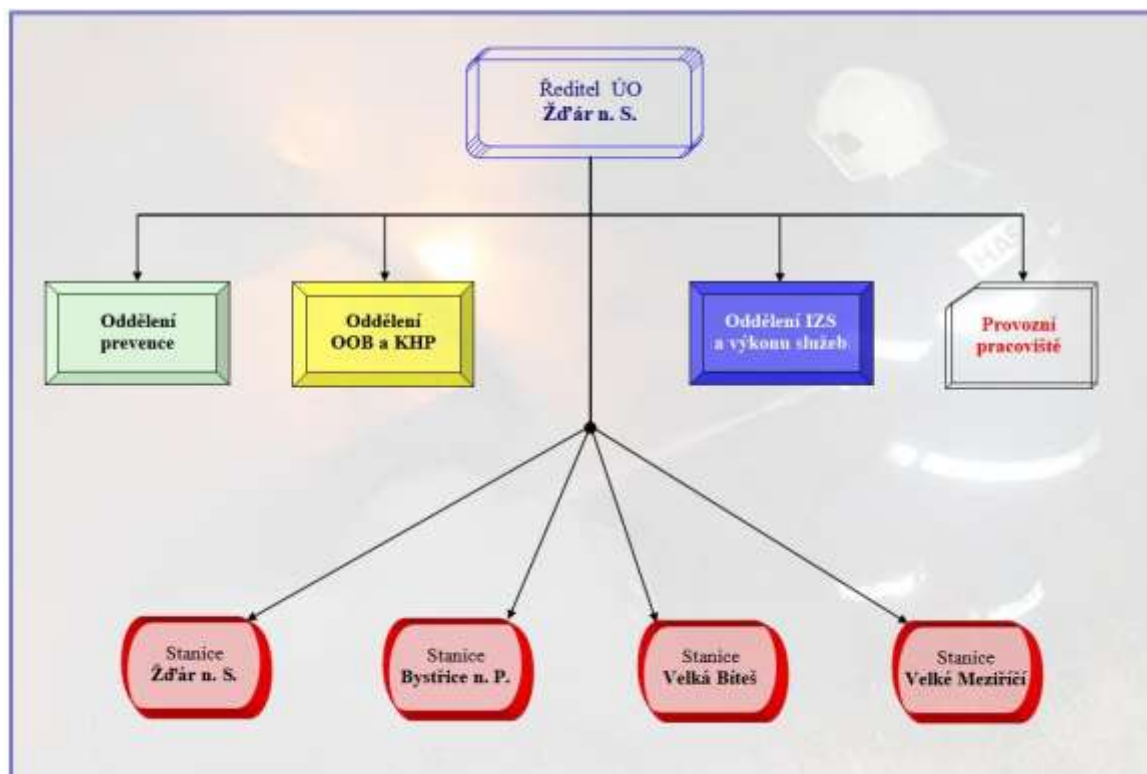 Ředitel ÚO
Žďár n. S.
Oddělení
prevence
Oddělení
OOB a KHP
Oddělení IZS
a výkonu služeb
Provozní
pracoviště
Stanice
Žďár n. S.
Stanice
Bystřice n. P.
Stanice
Velká Bíteš
Stanice
Velké Meziříčí